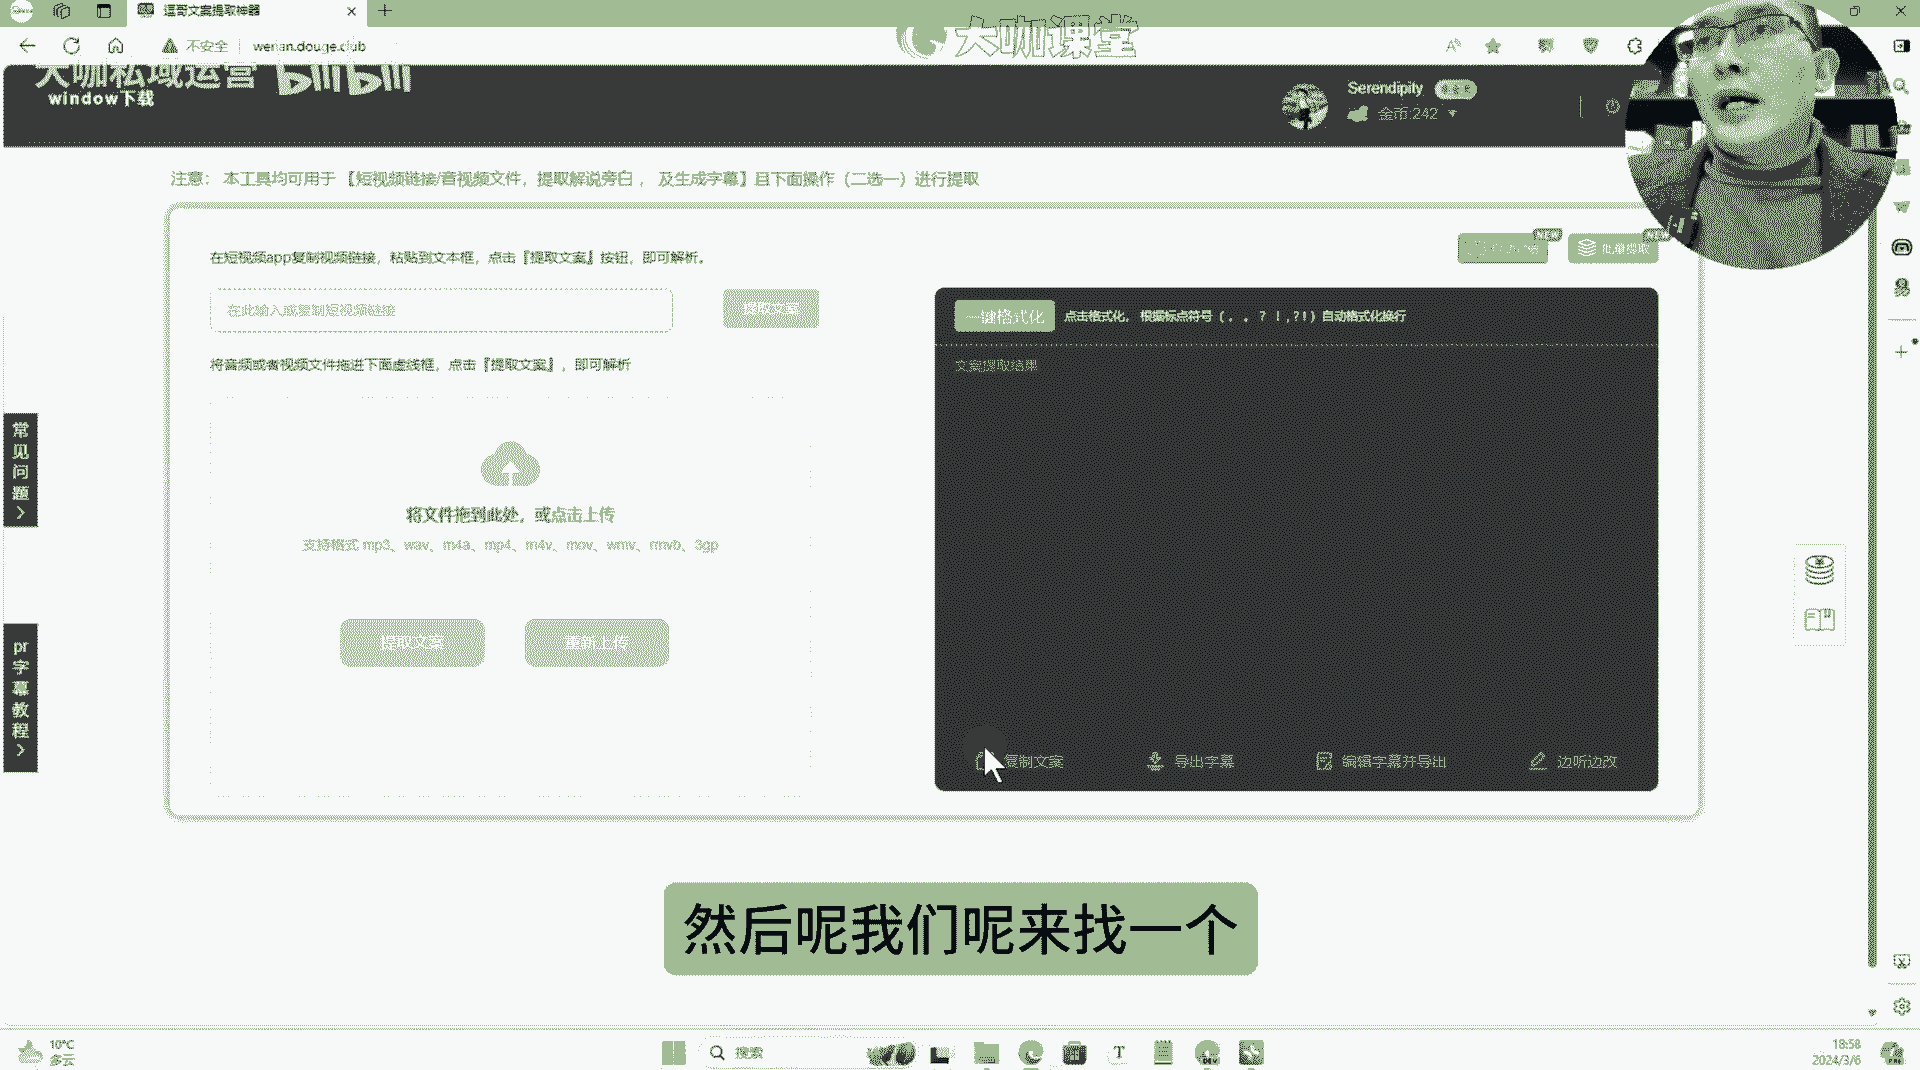 逗哥文案提取神器
不安全
wenan.douge.club
大咖课堂
大咖私域运营 bilibili
window下载
Serendipity
金币:242
注意： 本工具均可用于 【短视频链接/音视频文件，提取解说旁白 ， 及生成字幕】且下面操作（二选一）进行提取
在短视频app复制视频链接，粘贴到文本框，点击『提取文案』按钮，即可解析。
NEW
NEW
批量提取
在此输入或复制短视频链接
提取文案
一键格式化
点击格式化， 根据标点符号（， 。 ？ ！,?!）自动格式化换行
将音频或者视频文件拖进下面虚线框，点击『提取文案』，即可解析
文案提取结果
常见问题
将文件拖到此处，或点击上传
支持格式 mp3、wav、m4a、mp4、m4v、mov、wmv、rmvb、3gp
提取文案
重新上传
pr字幕教程
复制文案
导出字幕
编辑字幕并导出
边听边改
然后呢我们呢来找一个
10°C
多云
搜索
18:58
2024/3/6